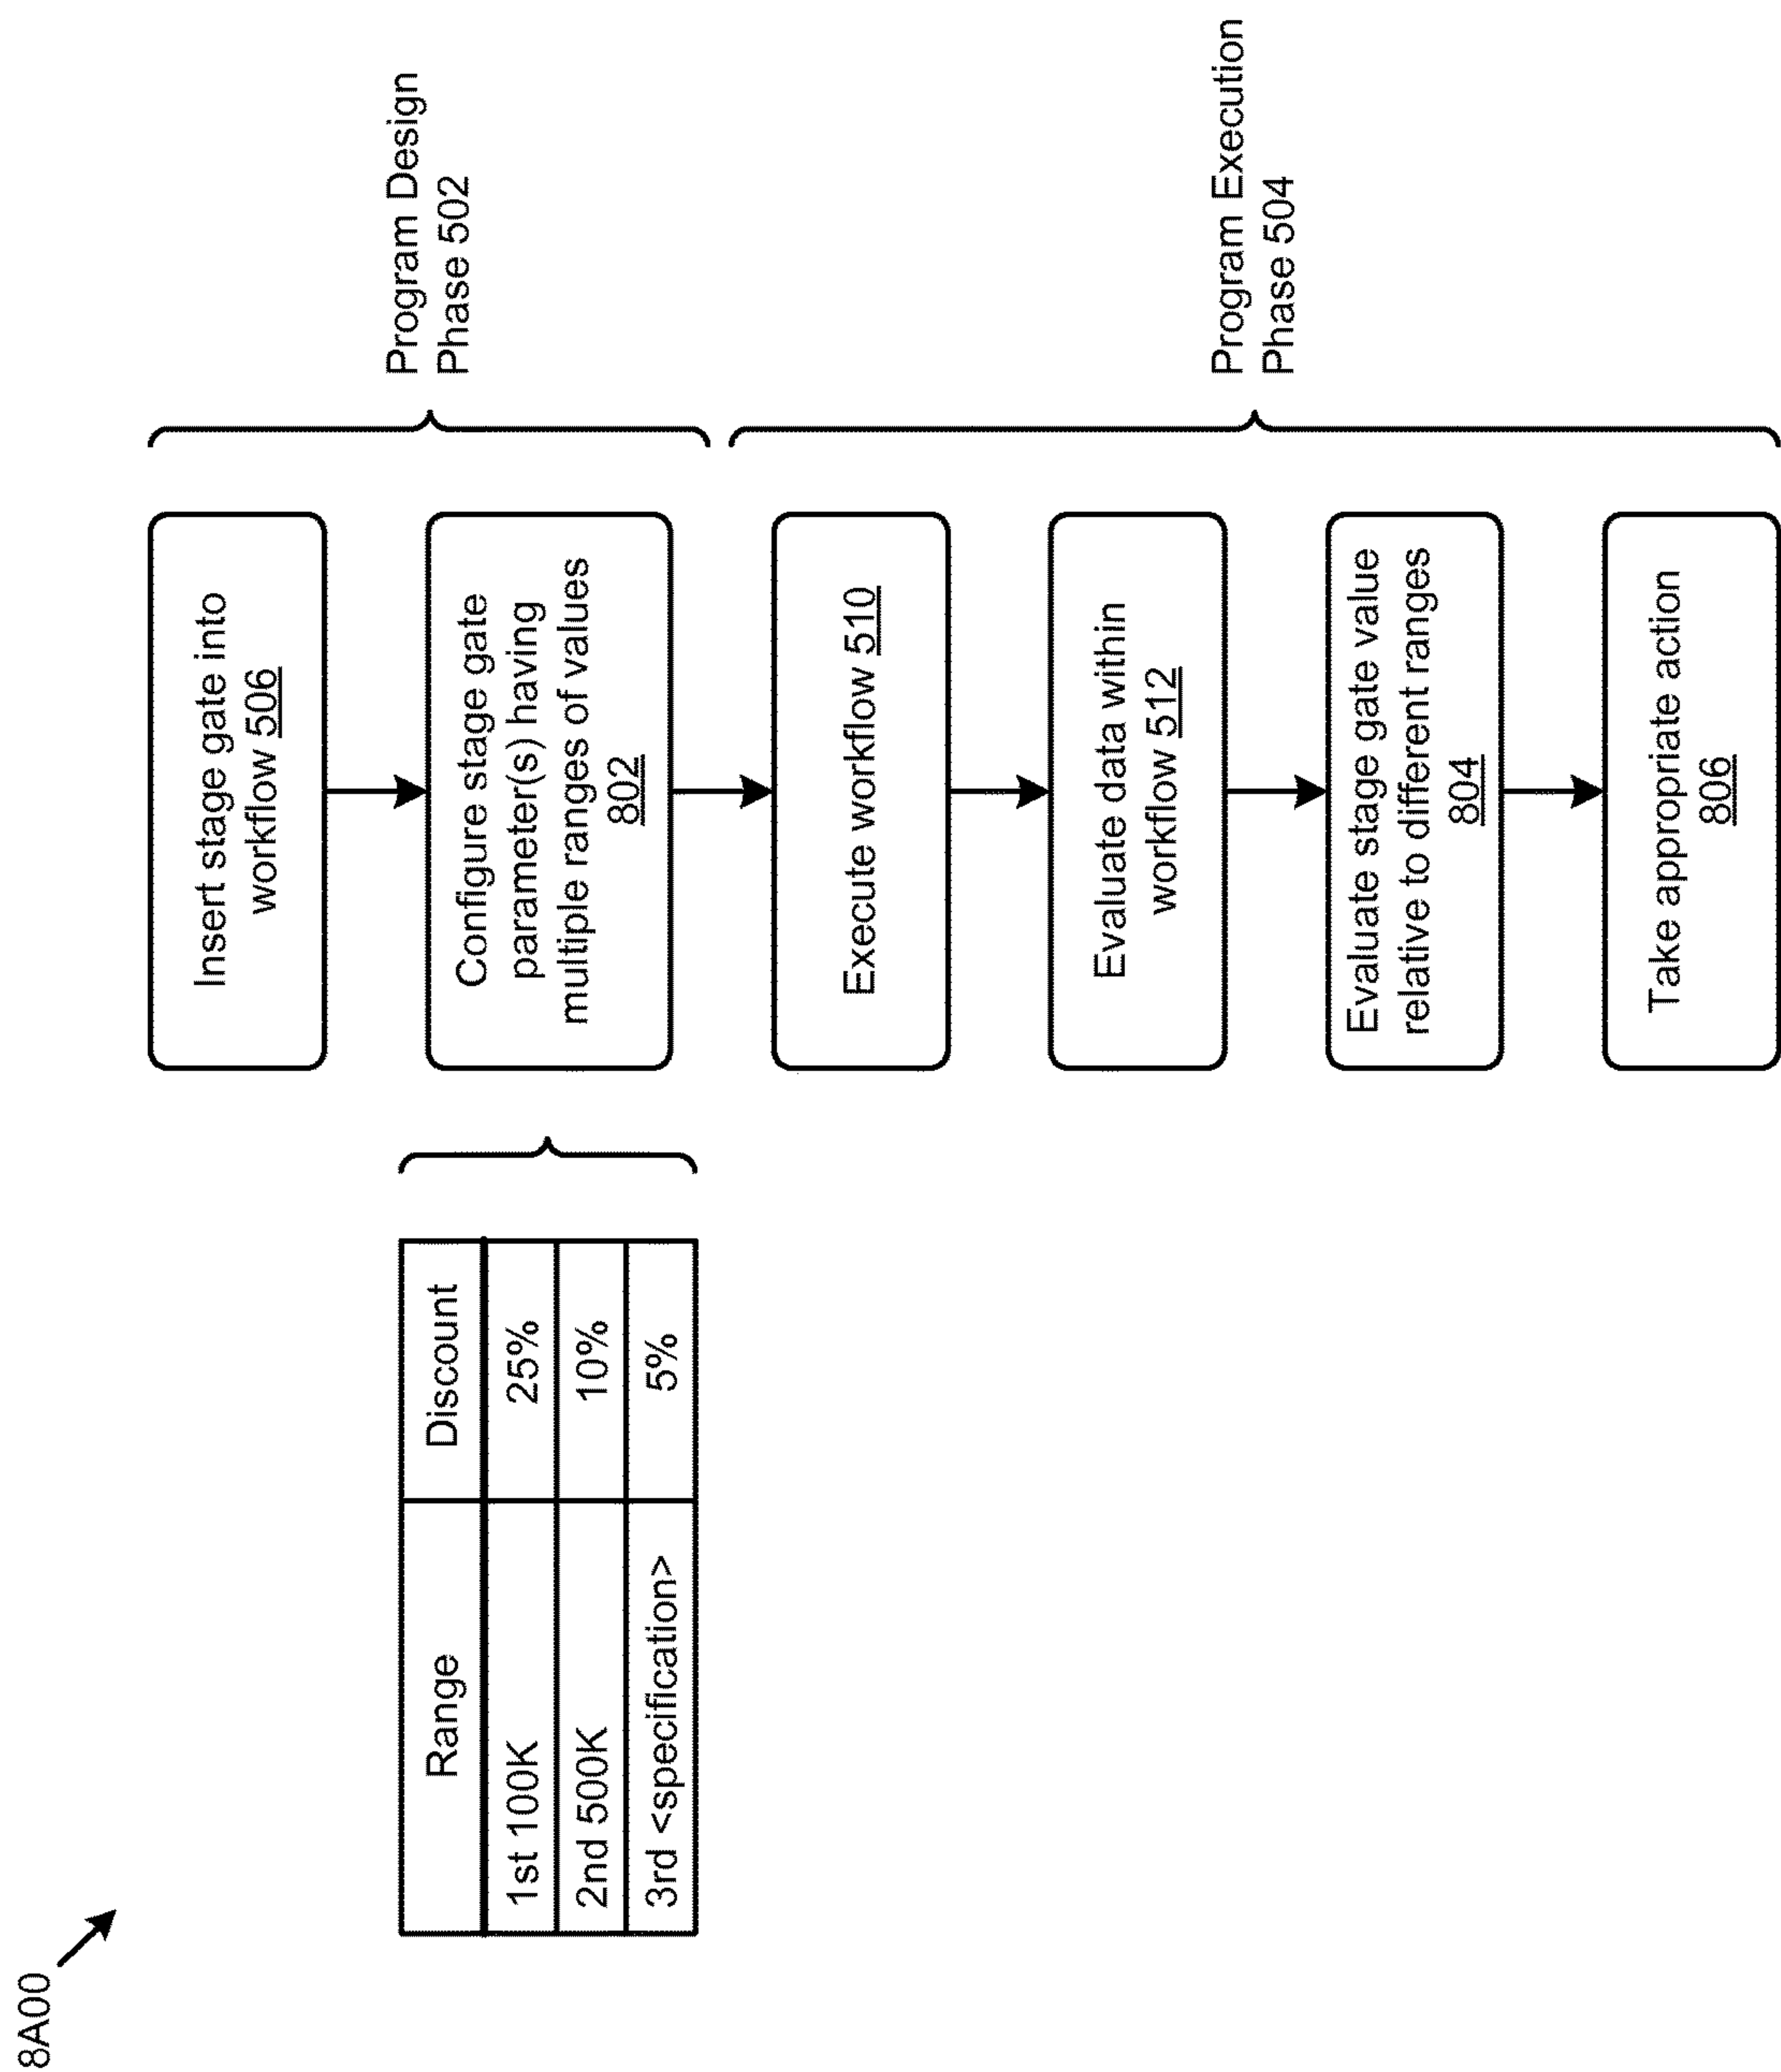 8A00
Range
Discount
1st 100K
25%
2nd 500K
10%
3rd <specification>
5%
Insert stage gate into
workflow 506
Configure stage gate
parameter(s) having
multiple ranges of values
802
Execute workflow 510
Evaluate data within
workflow 512
Evaluate stage gate value
relative to different ranges
804
Take appropriate action
806
Program Design
Phase 502
Program Execution
Phase 504